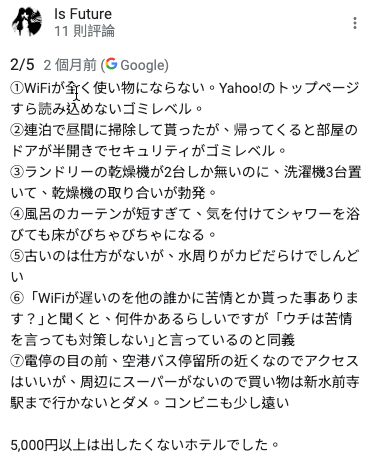 Is Future
11 則評論
2/5 2 個月前 (Google)
①WiFiが全く使い物にならない。Yahoo!のトップページ
すら読み込めないゴミレベル。
②連泊で昼間に掃除して貰ったが、帰ってくると部屋の
ドアが半開きでセキュリティがゴミレベル。
③ランドリーの乾燥機が2台しか無いのに、洗濯機3台置
いて、乾燥機の取り合いが勃発。
④風呂のカーテンが短すぎて、気を付けてシャワーを浴
びても床がびちゃびちゃになる。
⑤古いのは仕方がないが、水周りがカビだらけでしんど
い
⑥「WiFiが遅いのを他の誰かに苦情とか貰った事ありま
す？｣と聞くと、何件かあるらしいですが「ウチは苦情
を言っても対策しない｣と言っているのと同義
⑦電停の目の前、空港バス停留所の近くなのでアクセス
はいいが、周辺にスーパーがないので買い物は新水前寺
駅まで行かないとダメ。コンビニも少し遠い
5,000円以上は出したくないホテルでした。